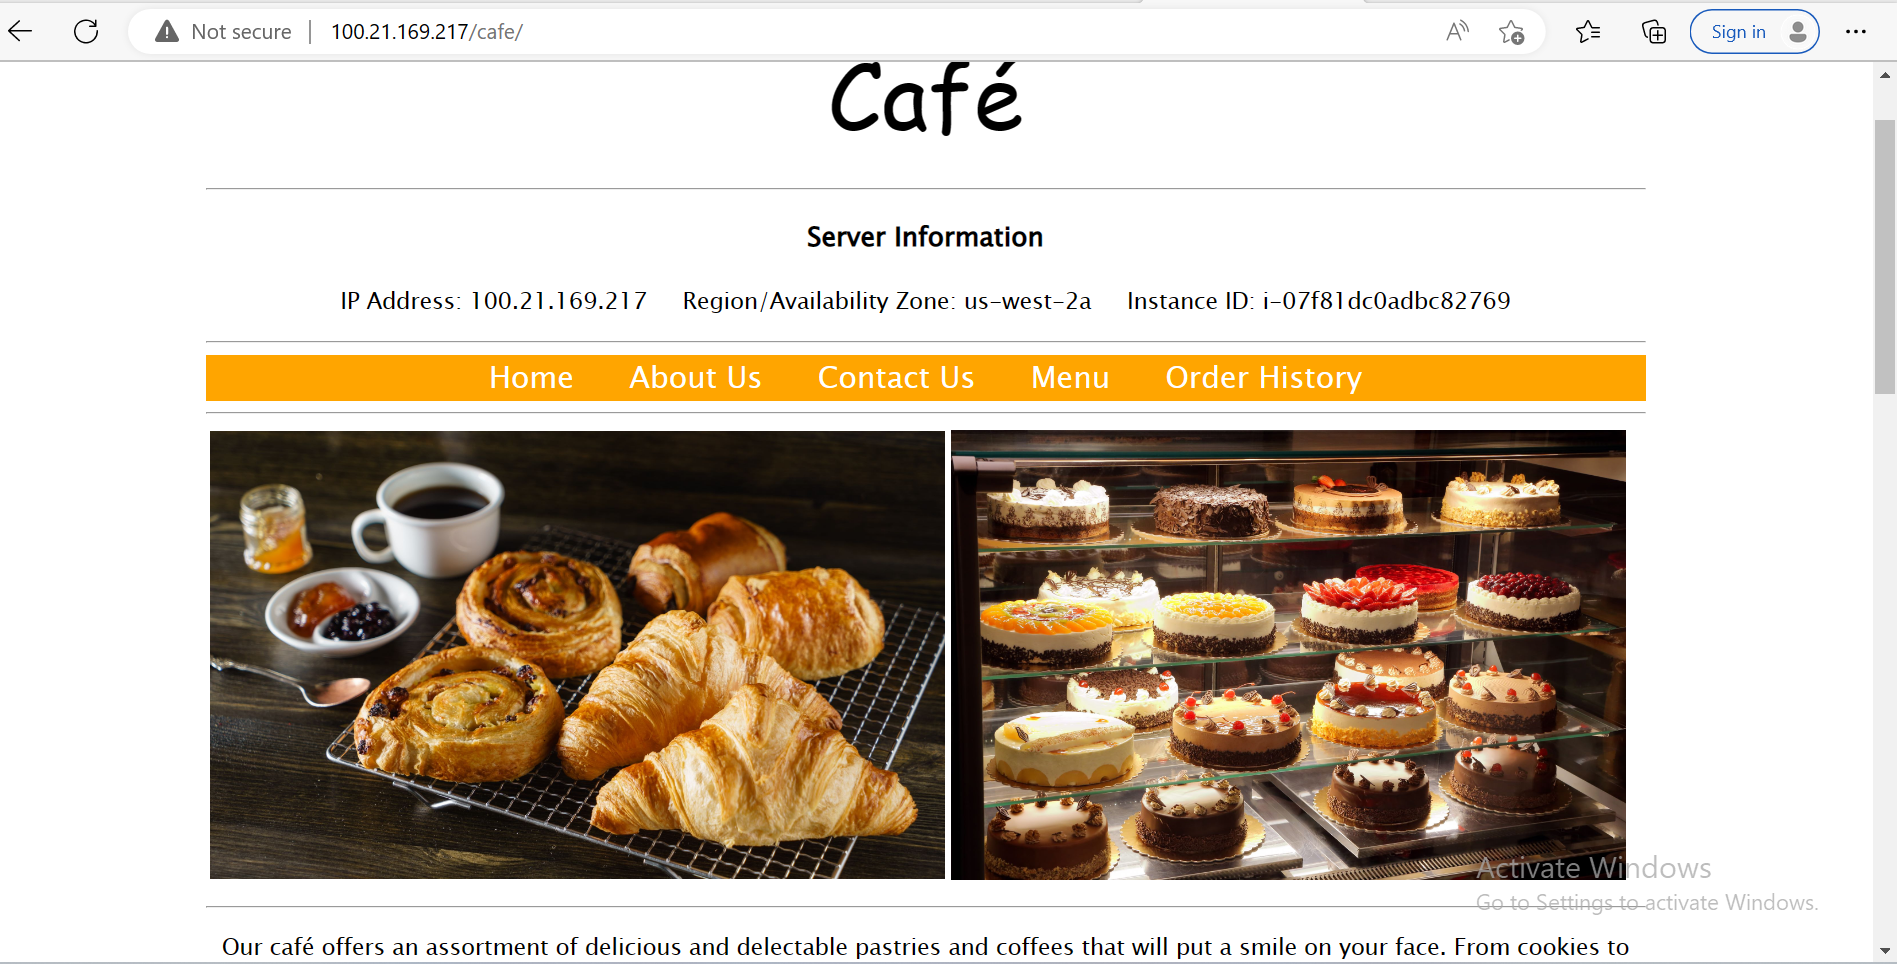 Not secure | 100.21.169.217/cafe/
Sign in
Café
Server Information
IP Address: 100.21.169.217 Region/Availability Zone: us-west-2a Instance ID: i-07f81dc0adbc82769
Home About Us Contact Us Menu Order History
Activate Windows
Go to Settings to activate Windows.
Our café offers an assortment of delicious and delectable pastries and coffees that will put a smile on your face. From cookies to